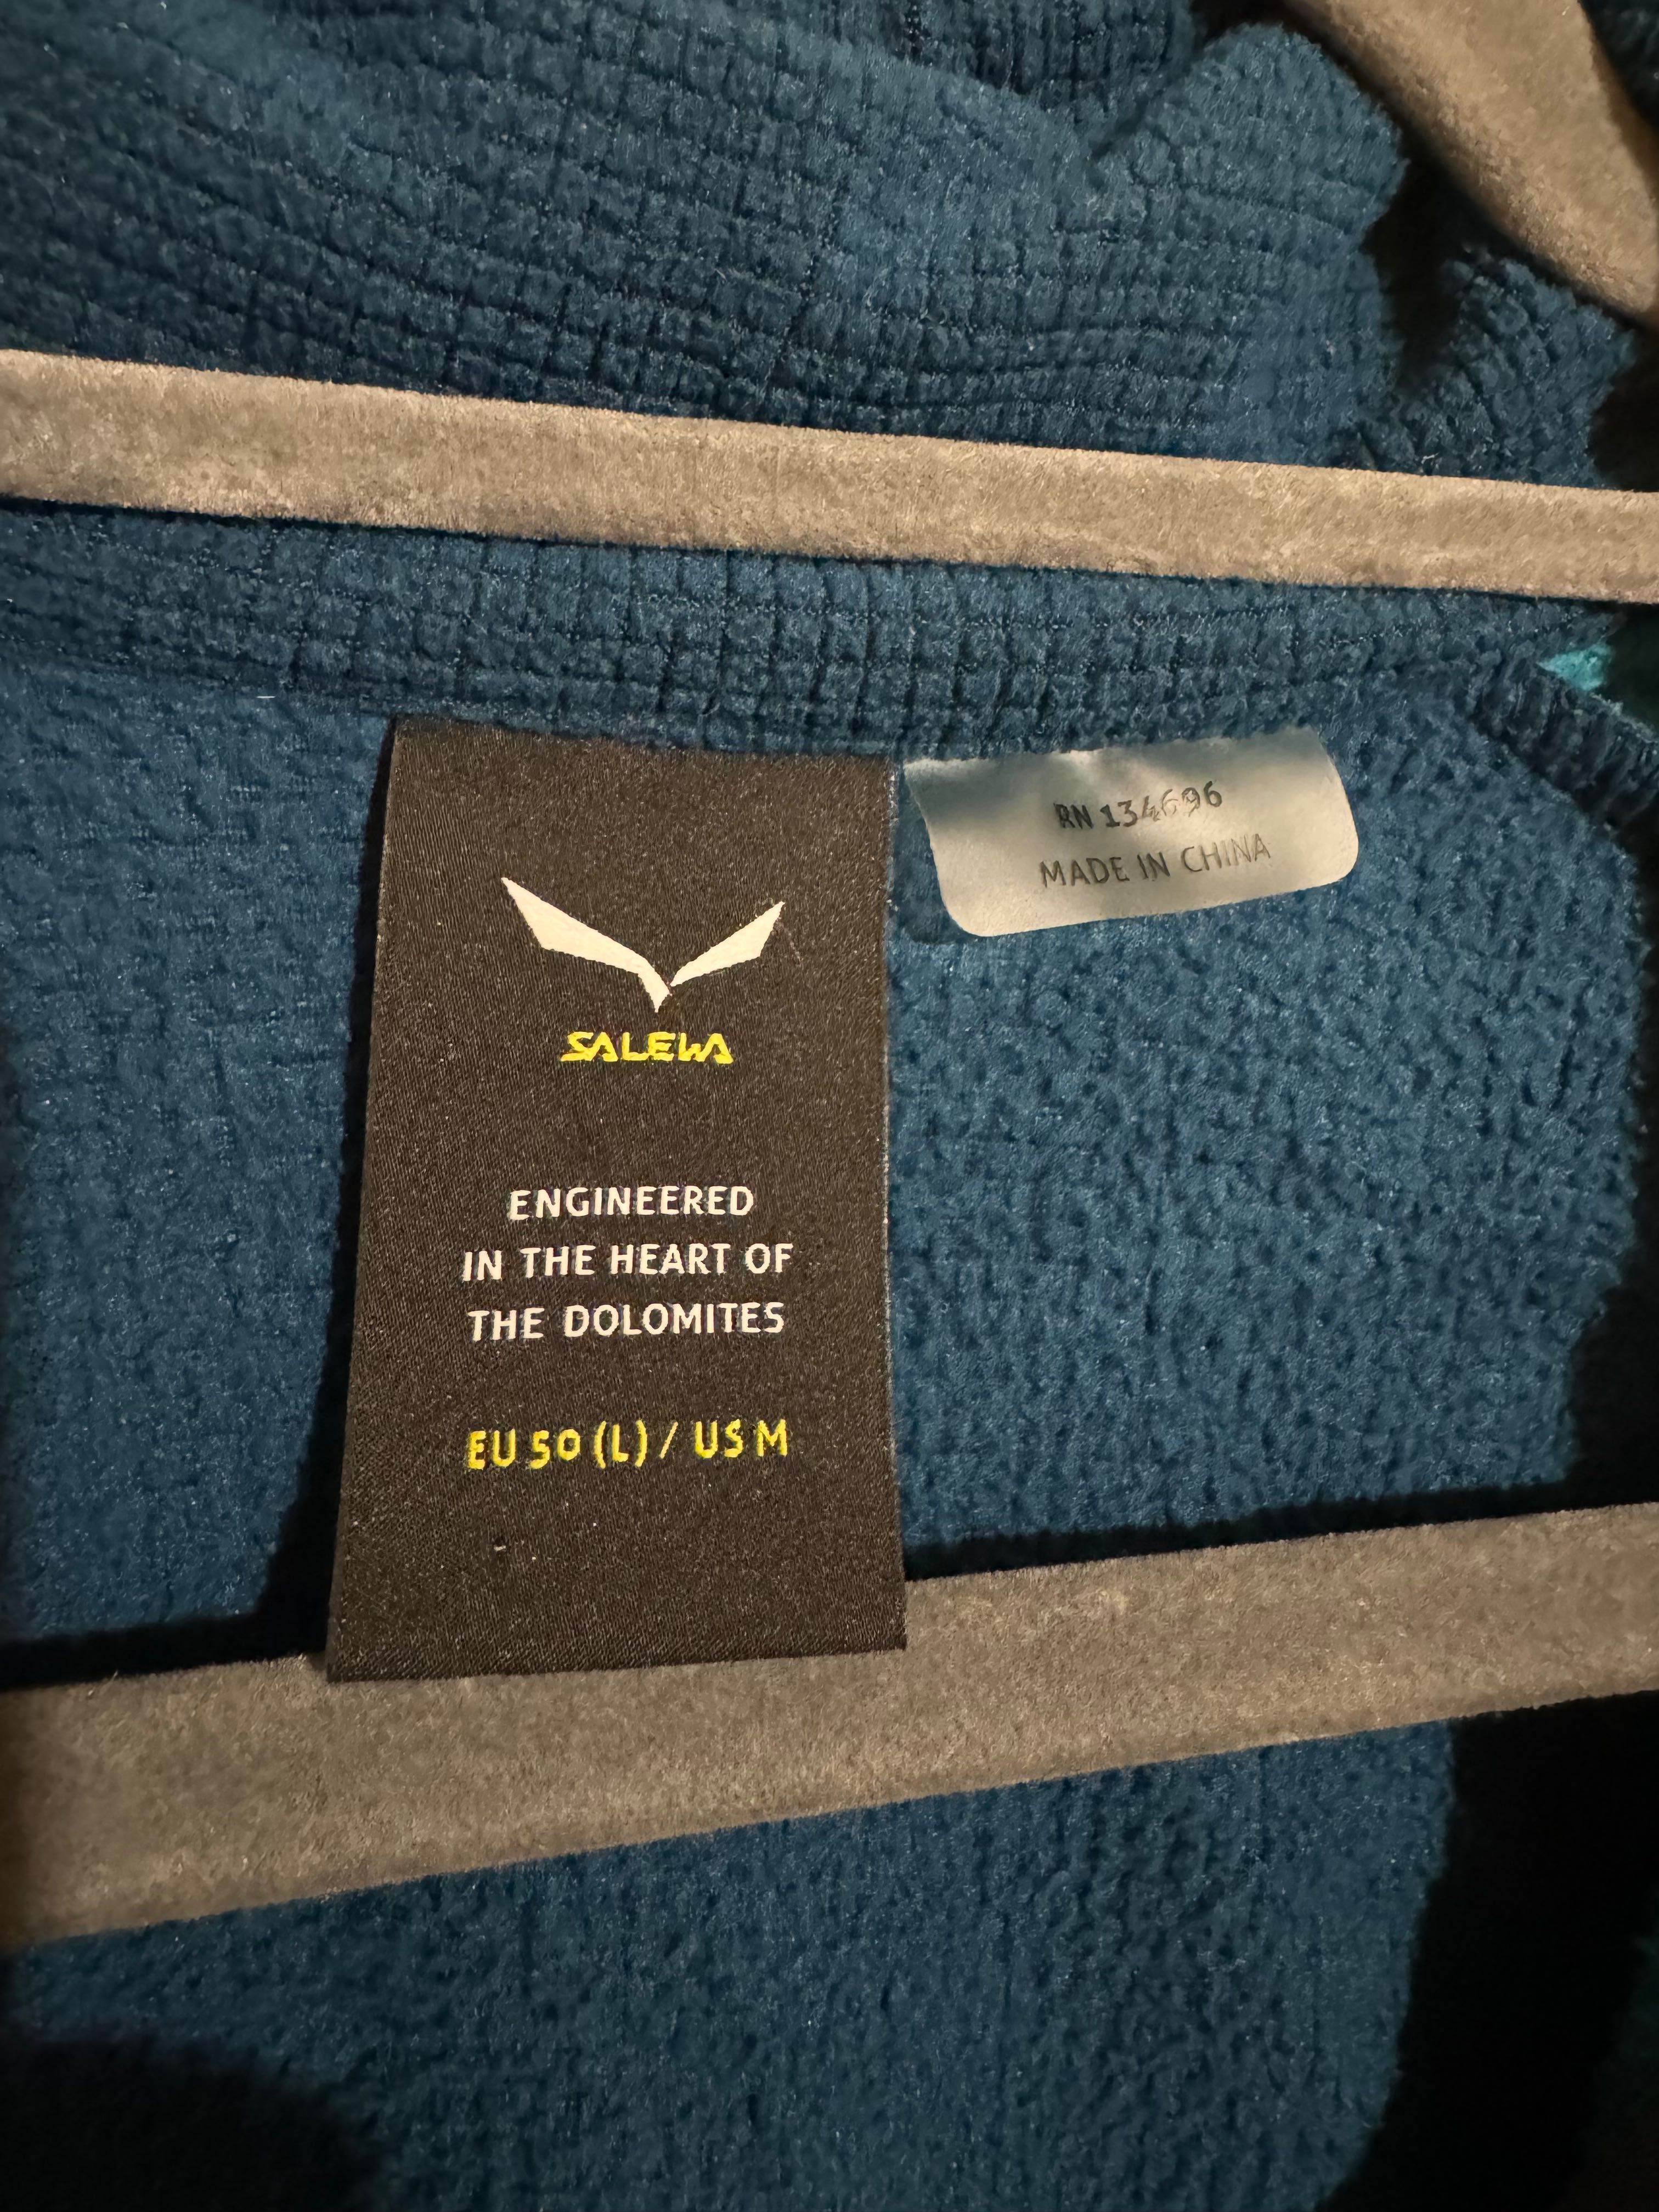 SALEWA
ENGINEERED
IN THE HEART OF
THE DOLOMITES
EU 50 (L) / US M
RN 134696
MADE IN CHINA